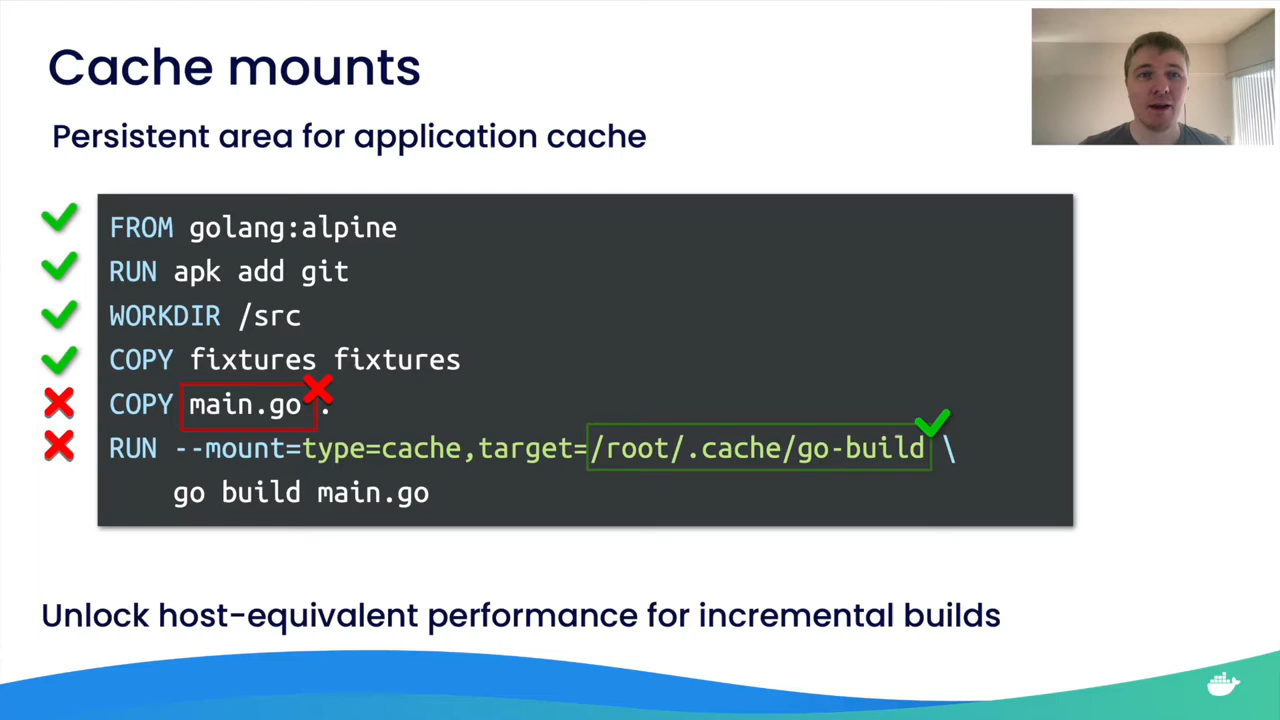 Cache mounts
Persistent area for application cache
FROM golang:alpine
RUN apk add git
WORKDIR /src
COPY fixtures fixtures
COPY main.go .
RUN --mount=type=cache,target=/root/.cache/go-build \
go build main.go
Unlock host-equivalent performance for incremental builds